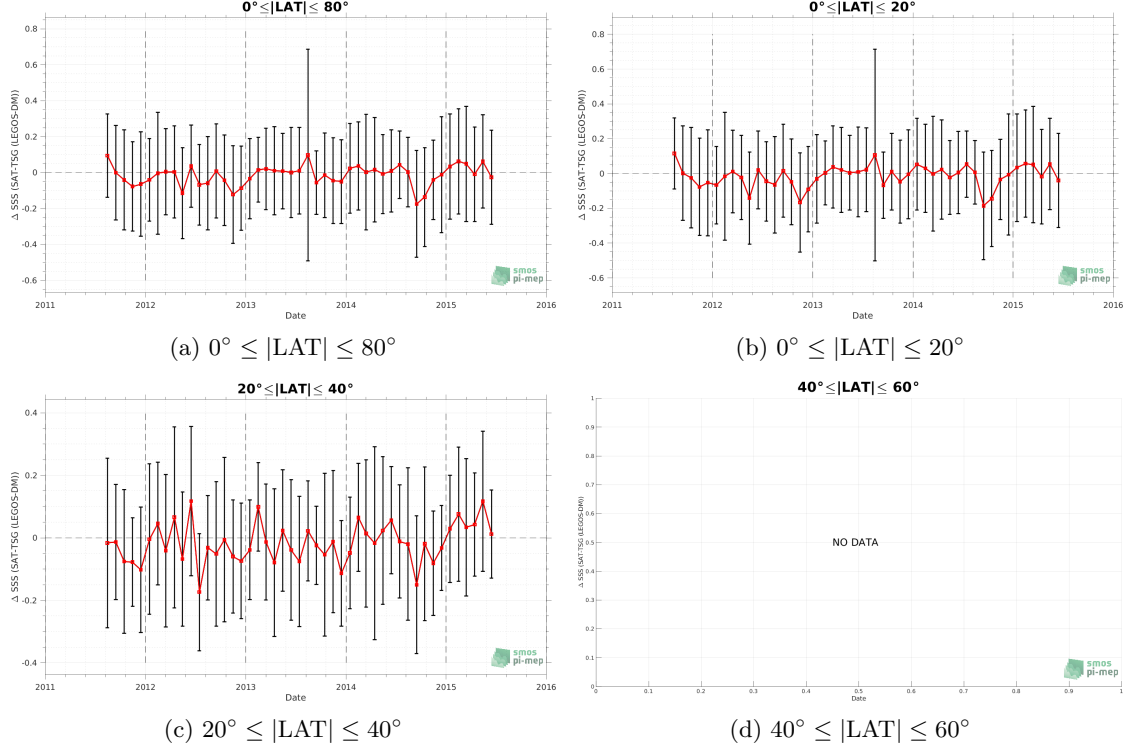 0°≤|LAT|≤ 80°
0.8
0.6
0.4
0.2
0
-0.2
-0.4
-0.6
Δ SSS (SAT-TSG (LEGOS-DM))
2011
2012
2013
2014
2015
2016
Date
smos
pi-mep
(a) 0° ≤ |LAT| ≤ 80°
0°≤|LAT|≤ 20°
0.8
0.6
0.4
0.2
0
-0.2
-0.4
-0.6
Δ SSS (SAT-TSG (LEGOS-DM))
2011
2012
2013
2014
2015
2016
Date
smos
pi-mep
(b) 0° ≤ |LAT| ≤ 20°
20°≤|LAT|≤ 40°
0.4
0.2
0
-0.2
-0.4
Δ SSS (SAT-TSG (LEGOS-DM))
2011
2012
2013
2014
2015
2016
Date
smos
pi-mep
(c) 20° ≤ |LAT| ≤ 40°
40°≤|LAT|≤ 60°
1
0.9
0.8
0.7
0.6
0.5
0.4
0.3
0.2
0.1
0
Δ SSS (SAT-TSG (LEGOS-DM))
NO DATA
0
0.1
0.2
0.3
0.4
0.5
0.6
0.7
0.8
0.9
1
Date
smos
pi-mep
(d) 40° ≤ |LAT| ≤ 60°